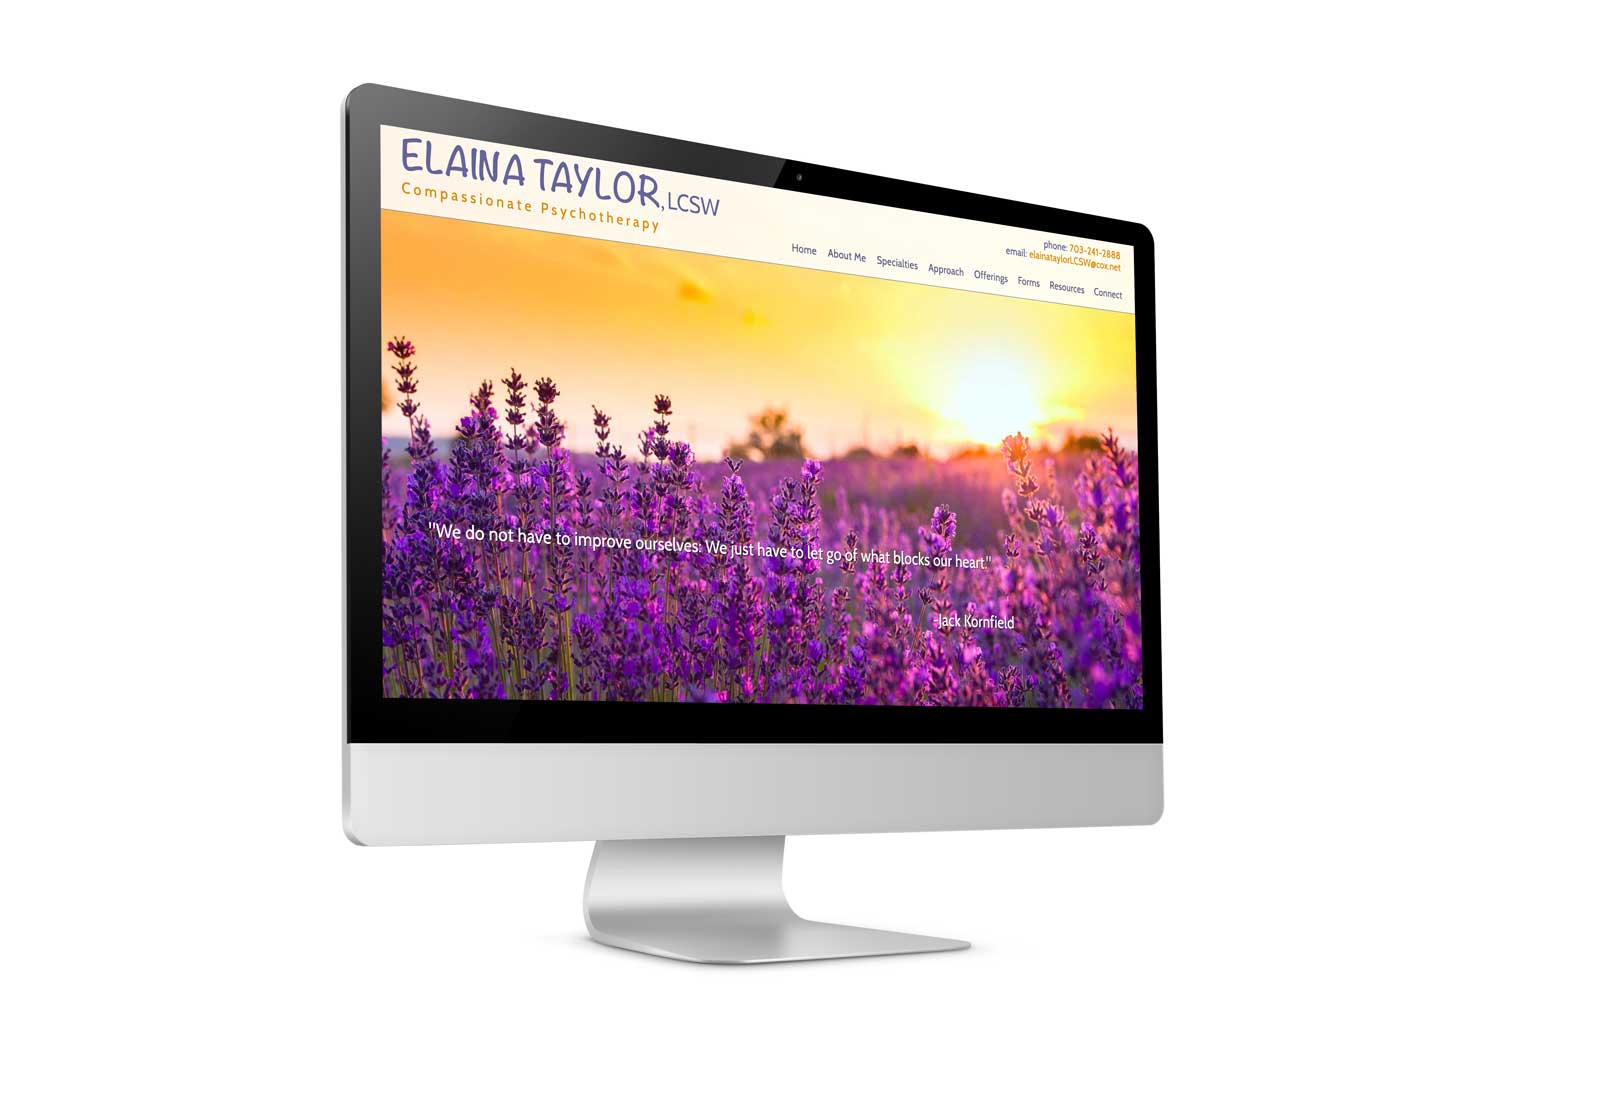 ELAINA TAYLOR, LCSW
Compassionate Psychotherapy
phone: 703-241-2888
email: elainataylorLCSW@cox.net
Home About Me Specialties Approach Offerings Forms Resources Connect
"We do not have to improve ourselves: We just have to let go of what blocks our heart."
-Jack Kornfield